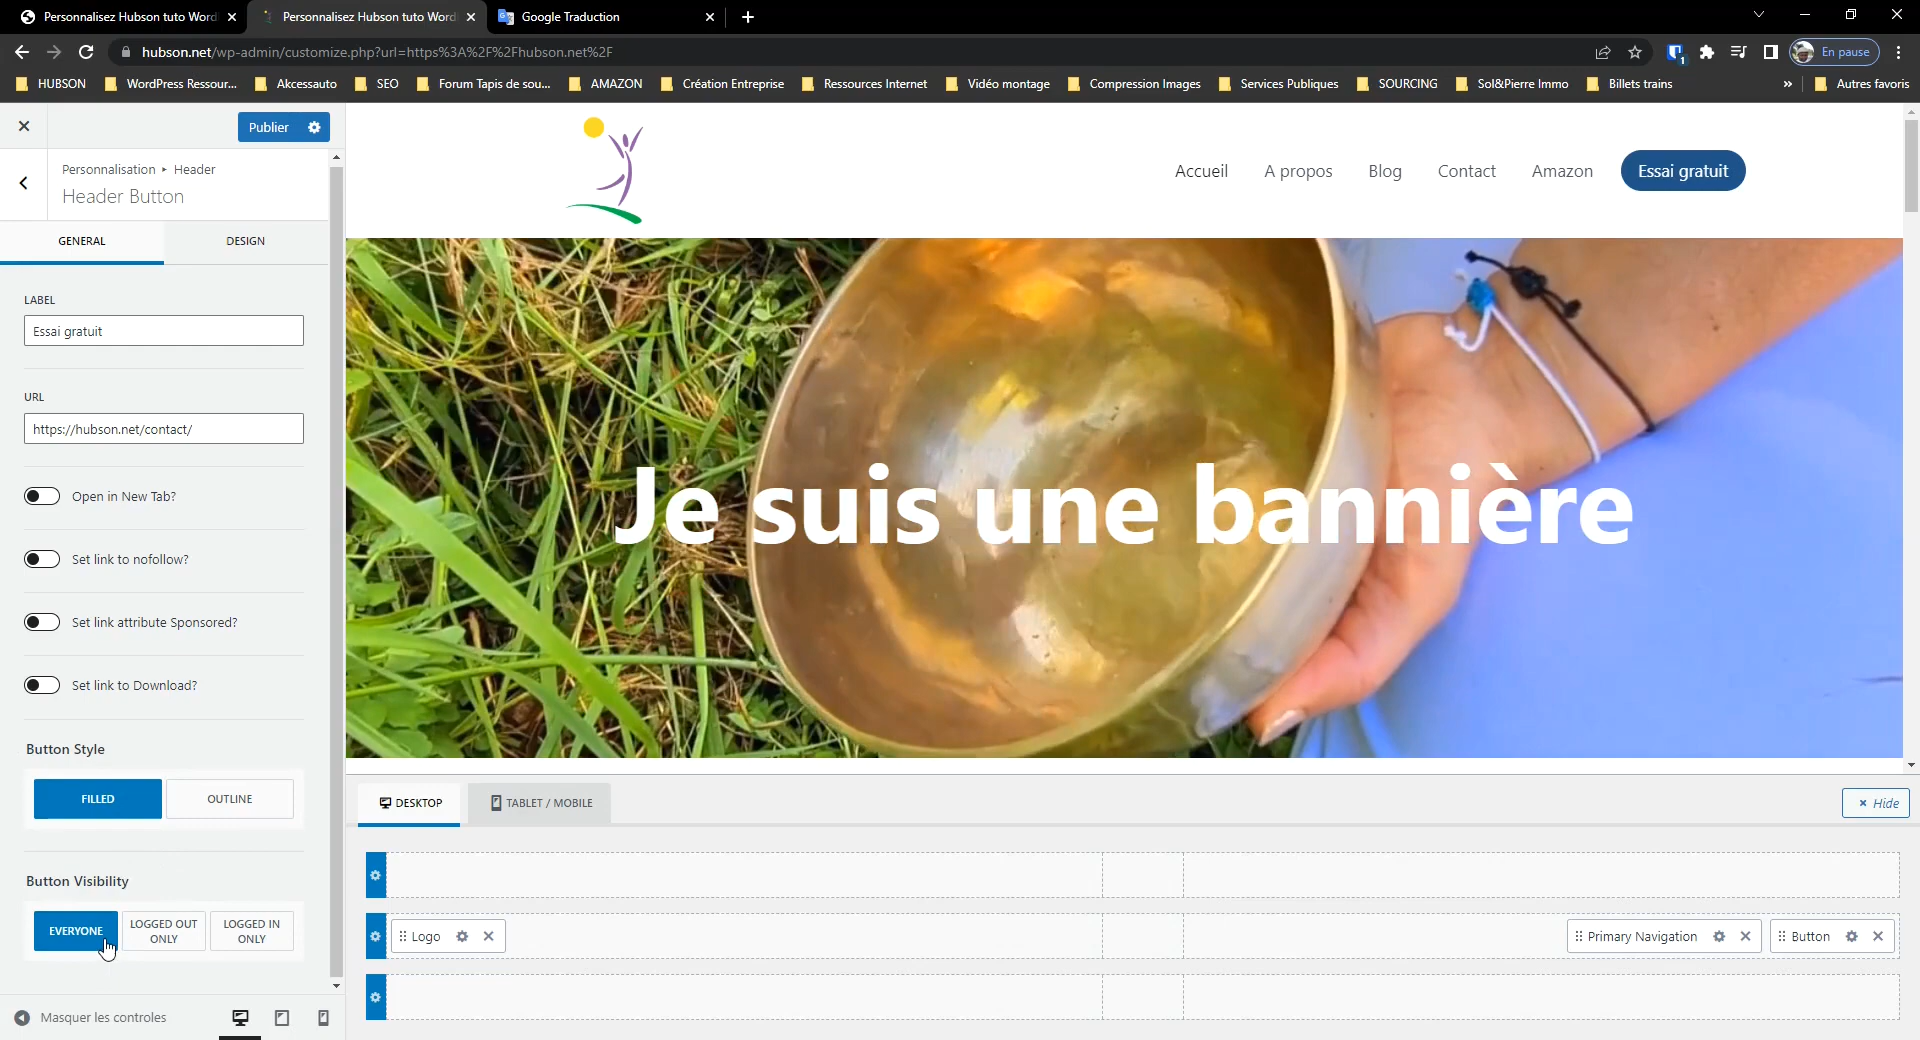 Personnalisez Hubson tuto Word
Personnalisez Hubson tuto Word
Google Traduction
hubson.net/wp-admin/customize.php?url=https%3A%2F%2Fhubson.net%2F
1
En pause
HUBSON
WordPress Ressour...
Akcessauto
SEO
Forum Tapis de sou...
AMAZON
Création Entreprise
Ressources Internet
Vidéo montage
Compression Images
Services Publiques
SOURCING
Sol&Pierre Immo
Billets trains
»
Autres favoris
Publier
Personnalisation ▸ Header
Header Button
GENERAL
DESIGN
LABEL
Essai gratuit
URL
https://hubson.net/contact/
Open in New Tab?
Set link to nofollow?
Set link attribute Sponsored?
Set link to Download?
Button Style
FILLED
OUTLINE
Button Visibility
EVERYONE
LOGGED OUT
ONLY
LOGGED IN
ONLY
Masquer les controles
Accueil
A propos
Blog
Contact
Amazon
Essai gratuit
Je suis une bannière
DESKTOP
TABLET / MOBILE
× Hide
Logo
Primary Navigation
Button